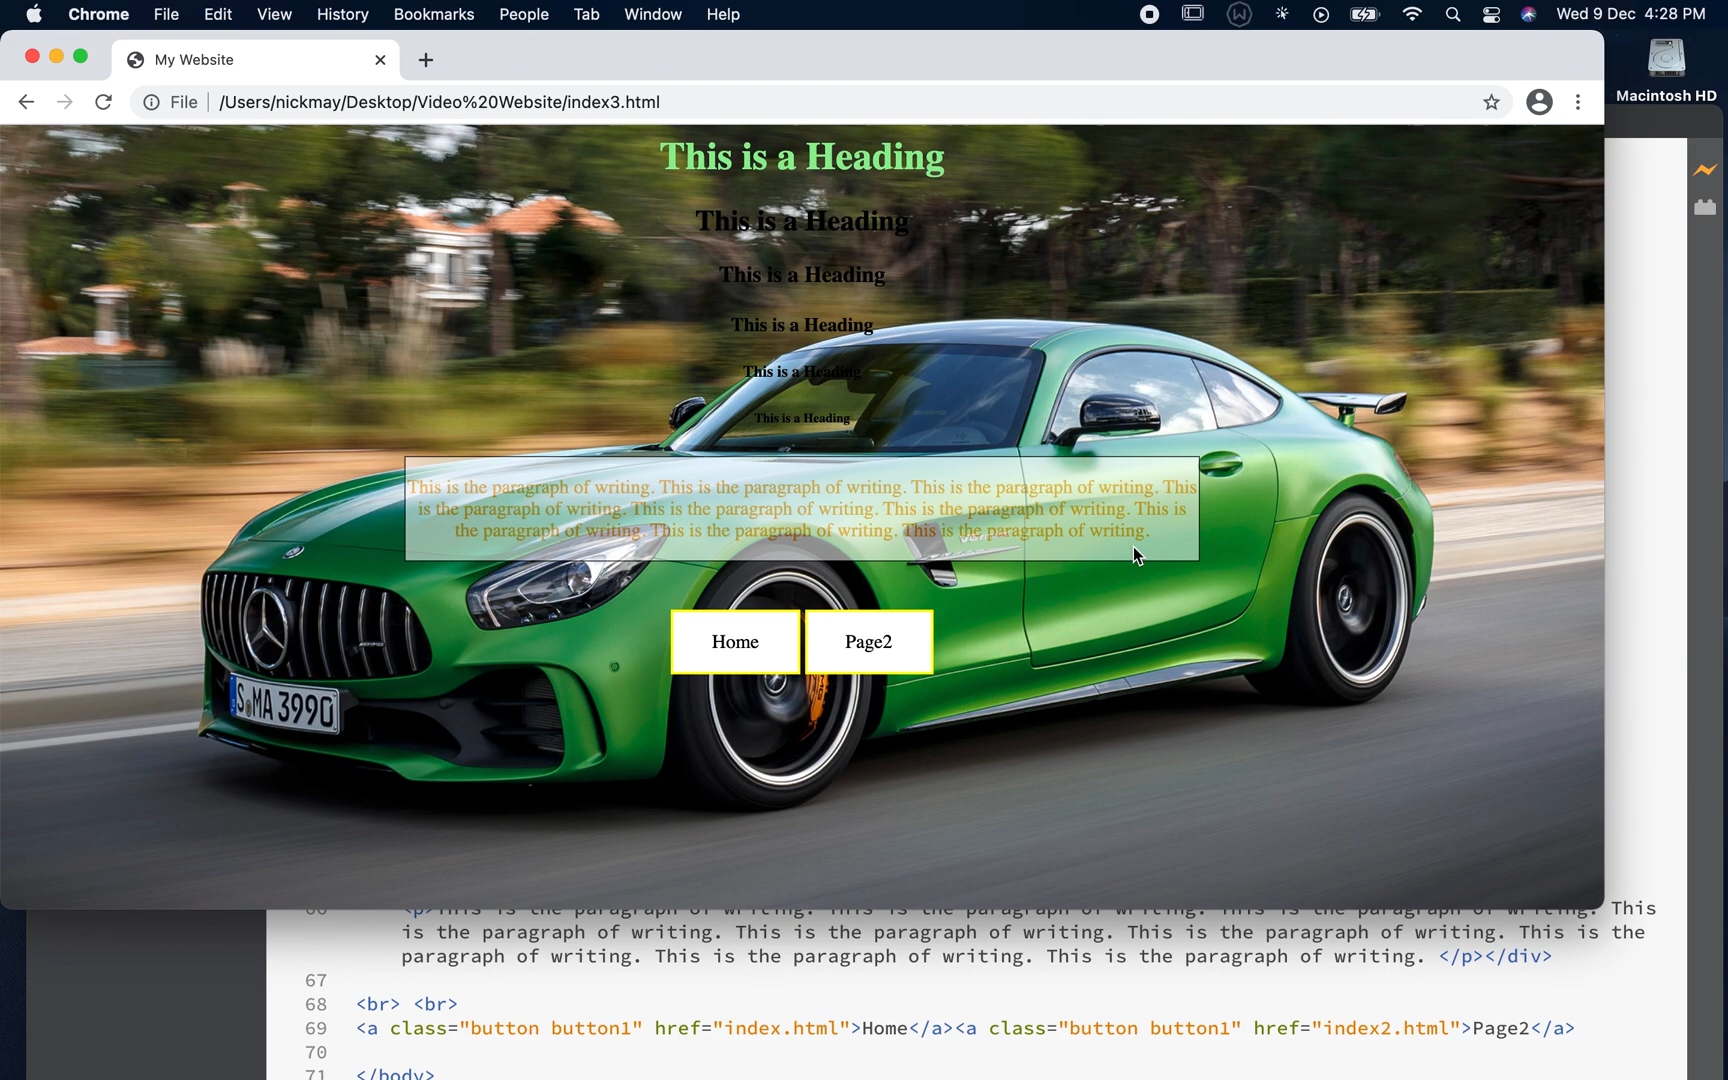 Chrome File Edit View History Bookmarks People Tab Window Help Wed 9 Dec 4:28 PM
My Website
File /Users/nickmay/Desktop/Video%20Website/index3.html
Macintosh HD
This is a Heading
This is a Heading
This is a Heading
This is a Heading
This is a Heading
This is a Heading
This is the paragraph of writing. This is the paragraph of writing. This is the paragraph of writing. This
is the paragraph of writing. This is the paragraph of writing. This is the paragraph of writing. This is
the paragraph of writing. This is the paragraph of writing. This is the paragraph of writing.
Home Page2
S MA 3990
66 <p>This is the paragraph of writing. This is the paragraph of writing. This is the paragraph of writing. This
is the paragraph of writing. This is the paragraph of writing. This is the paragraph of writing. This is the
paragraph of writing. This is the paragraph of writing. This is the paragraph of writing. </p></div>
67
68 <br> <br>
69 <a class="button button1" href="index.html">Home</a><a class="button button1" href="index2.html">Page2</a>
70
71 </body>